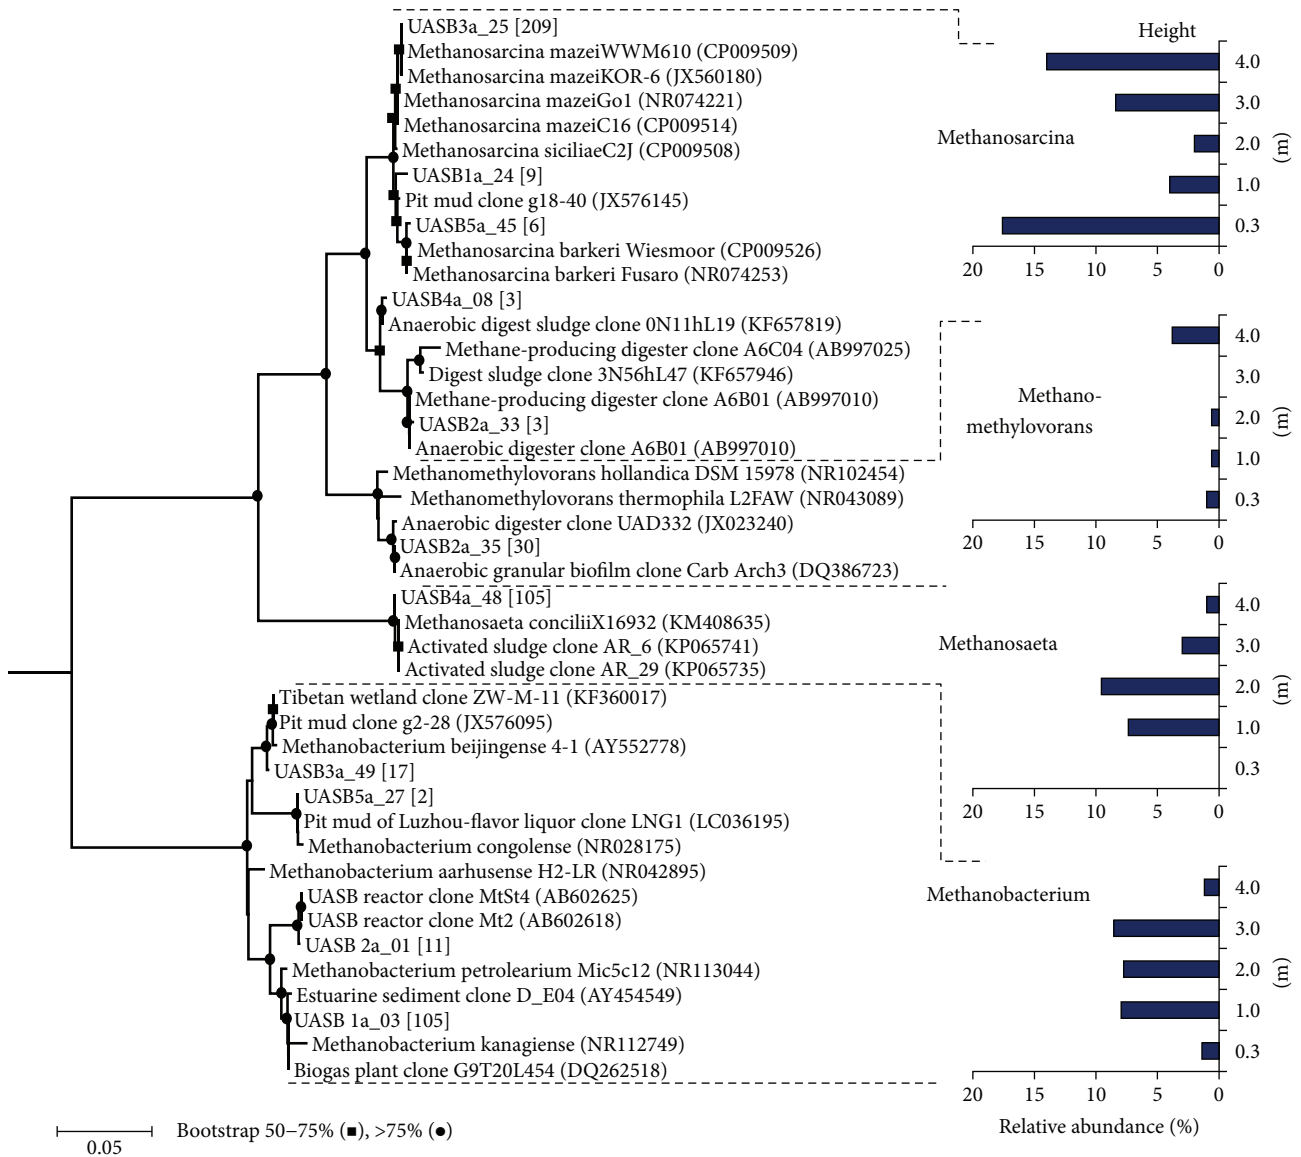 UASB3a_25 [209]
Methanosarcina mazeiWWM610 (CP009509)
Methanosarcina mazeiKOR-6 (JX560180)
Methanosarcina mazeiGo1 (NR074221)
Methanosarcina mazeiC16 (CP009514)
Methanosarcina siciliaeC2J (CP009508)
UASB1a_24 [9]
Pit mud clone g18-40 (JX576145)
UASB5a_45 [6]
Methanosarcina barkeri Wiesmoor (CP009526)
Methanosarcina barkeri Fusaro (NR074253)
UASB4a_08 [3]
Anaerobic digest sludge clone 0N11hL19 (KF657819)
Methane-producing digester clone A6C04 (AB997025)
Digest sludge clone 3N56hL47 (KF657946)
Methane-producing digester clone A6B01 (AB997010)
UASB2a_33 [3]
Anaerobic digester clone A6B01 (AB997010)
Methanomethylovorans hollandica DSM 15978 (NR102454)
Methanomethylovorans thermophila L2FAW (NR043089)
Anaerobic digester clone UAD332 (JX023240)
UASB2a_35 [30]
Anaerobic granular biofilm clone Carb Arch3 (DQ386723)
UASB4a_48 [105]
Methanosaeta conciliiX16932 (KM408635)
Activated sludge clone AR_6 (KP065741)
Activated sludge clone AR_29 (KP065735)
Tibetan wetland clone ZW-M-11 (KF360017)
Pit mud clone g2-28 (JX576095)
Methanobacterium beijingense 4-1 (AY552778)
UASB3a_49 [17]
UASB5a_27 [2]
Pit mud of Luzhou-flavor liquor clone LNG1 (LC036195)
Methanobacterium congolense (NR028175)
Methanobacterium aarhusense H2-LR (NR042895)
UASB reactor clone MtSt4 (AB602625)
UASB reactor clone Mt2 (AB602618)
UASB 2a_01 [11]
Methanobacterium petrolearium Mic5c12 (NR113044)
Estuarine sediment clone D_E04 (AY454549)
UASB 1a_03 [105]
Methanobacterium kanagiense (NR112749)
Biogas plant clone G9T20L454 (DQ262518)
0.05
Bootstrap 50−75% (■), >75% (●)
Height
Methanosarcina
4.0
3.0
2.0
1.0
0.3
(m)
20 15 10 5 0
Methano-
methylovorans
4.0
3.0
2.0
1.0
0.3
(m)
20 15 10 5 0
Methanosaeta
4.0
3.0
2.0
1.0
0.3
(m)
20 15 10 5 0
Methanobacterium
4.0
3.0
2.0
1.0
0.3
(m)
20 15 10 5 0
Relative abundance (%)